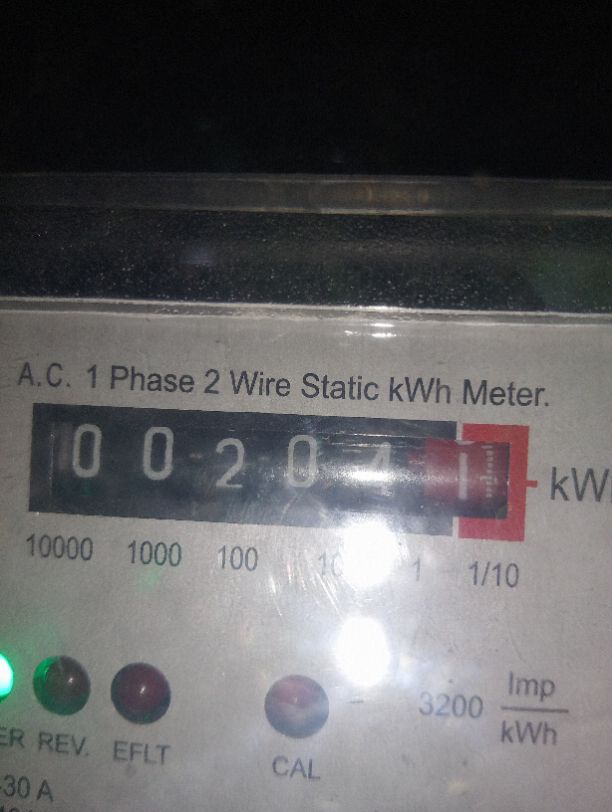 A.C. 1 Phase 2 Wire Static kWh Meter.
0 0 2 0 4 1
kW
10000 1000 100 10 1 1/10
3200 Imp/kWh
ER REV. EFLT CAL
-30 A